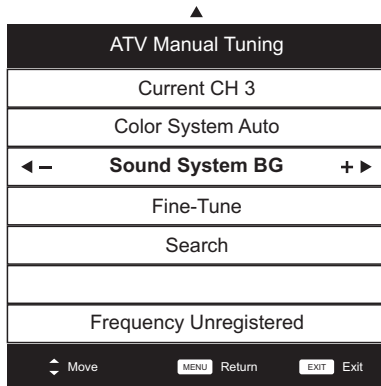 ATV Manual Tuning
Current CH 3
Color System Auto
– Sound System BG +
Fine-Tune
Search
Frequency Unregistered
Move MENU Return EXIT Exit